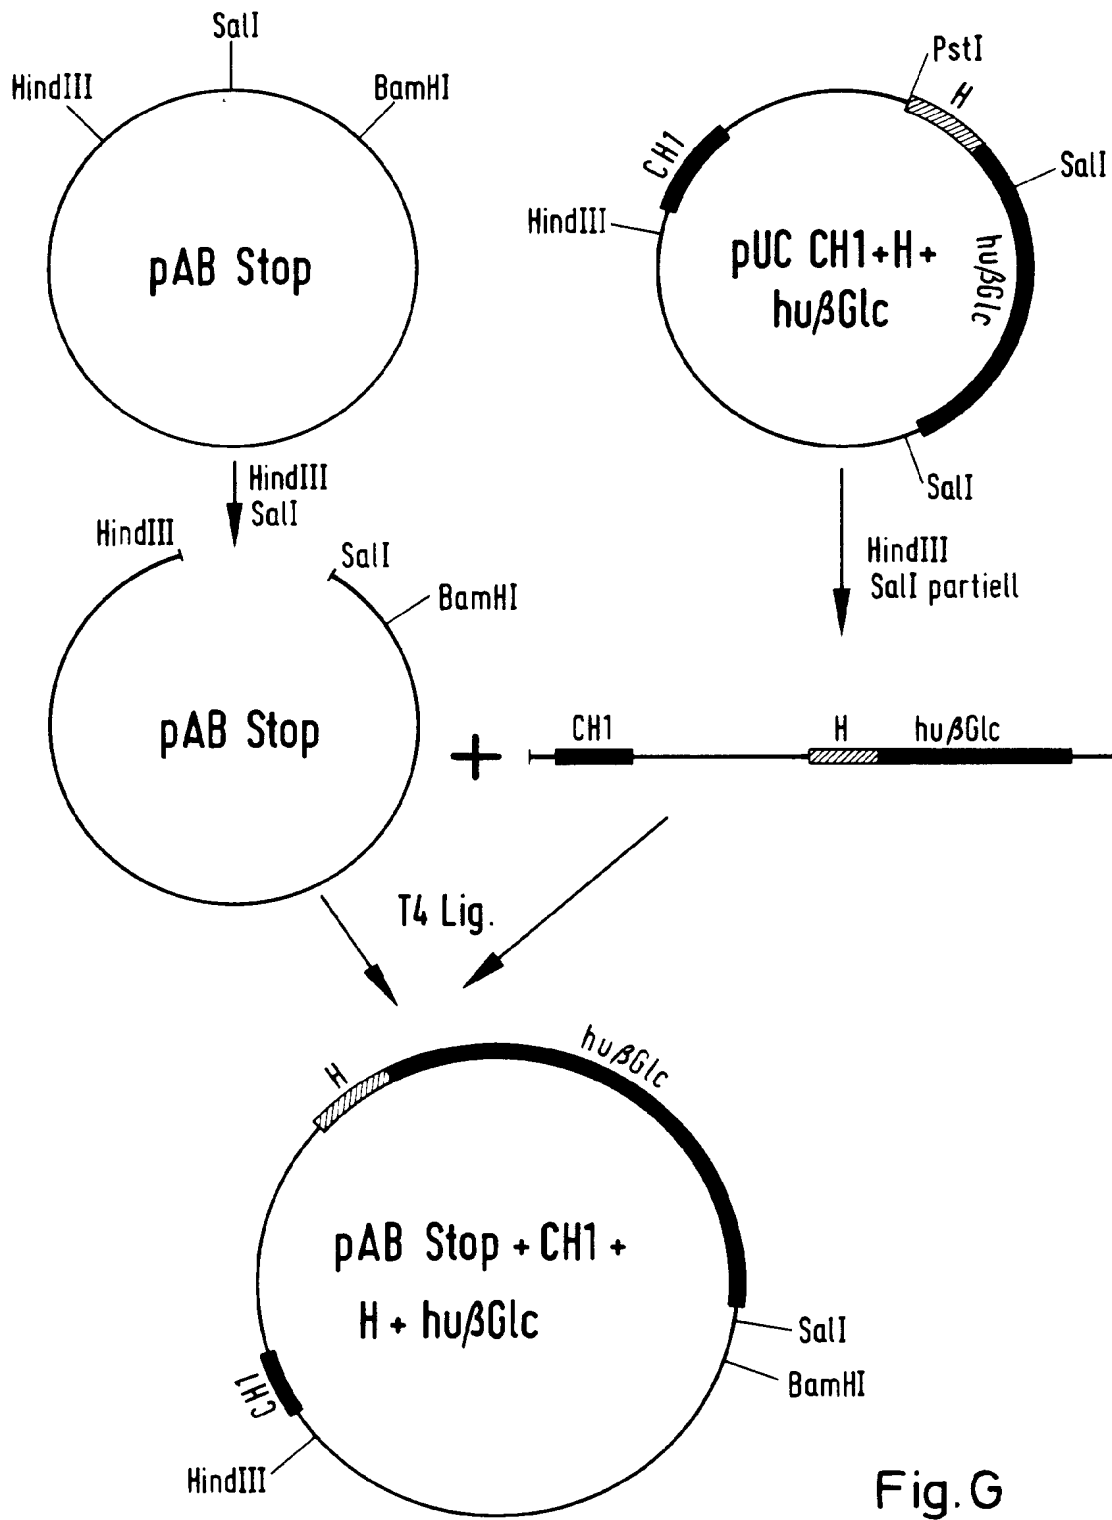 SalI
HindIII
BamHI
pAB Stop
HindIII
SalI
PstI
H
CH1
SalI
HindIII
pUC CH1+H+
huβGlc
huβGlc
SalI
HindIII
SalI
BamHI
pAB Stop
HindIII
SalI partiell
+
CH1
H
huβGlc
T4 Lig.
H
huβGlc
pAB Stop + CH1 +
H + huβGlc
SalI
BamHI
CH1
HindIII
Fig. G